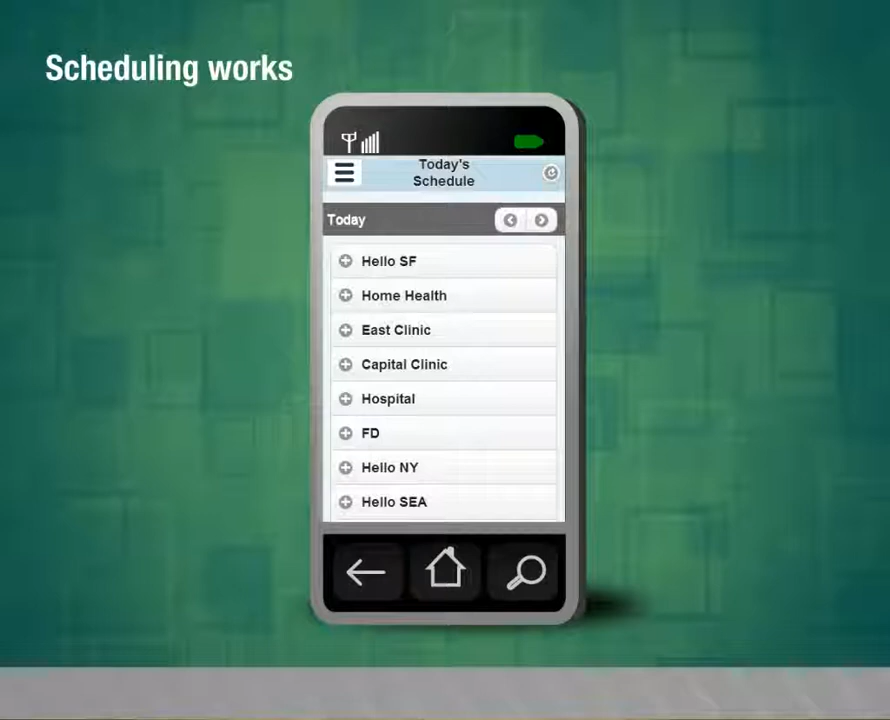 Scheduling works
Today's
Schedule
Today
Hello SF
Home Health
East Clinic
Capital Clinic
Hospital
FD
Hello NY
Hello SEA